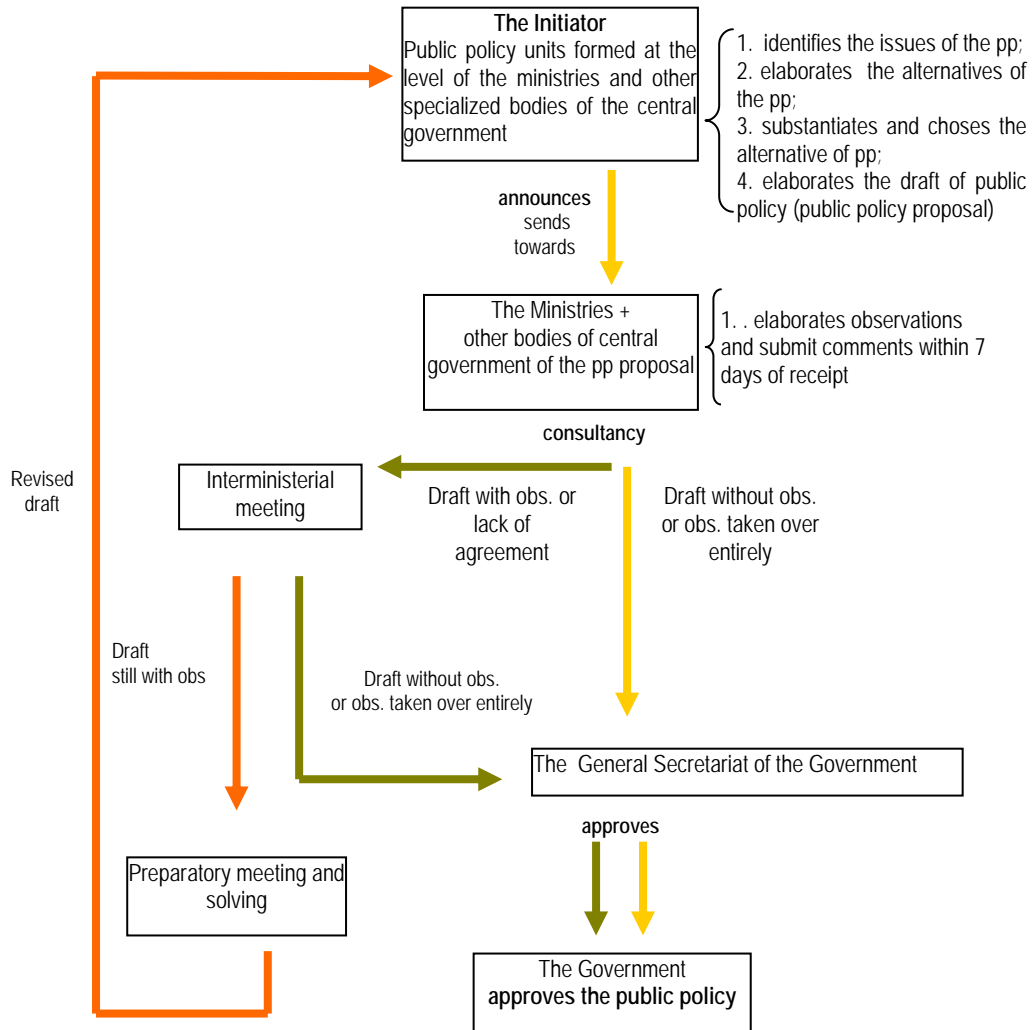 The Initiator
Public policy units formed at the
level of the ministries and other
specialized bodies of the central
government
1. identifies the issues of the pp;
2. elaborates the alternatives of
the pp;
3. substantiates and choses the
alternative of pp;
4. elaborates the draft of public
policy (public policy proposal)
announces
sends
towards
The Ministries +
other bodies of central
government of the pp proposal
1. . elaborates observations
and submit comments within 7
days of receipt
consultancy
Revised
draft
Interministerial
meeting
Draft with obs. or
lack of
agreement
Draft without obs.
or obs. taken over
entirely
Draft
still with obs
Draft without obs.
or obs. taken over entirely
The General Secretariat of the Government
approves
Preparatory meeting and
solving
The Government
approves the public policy